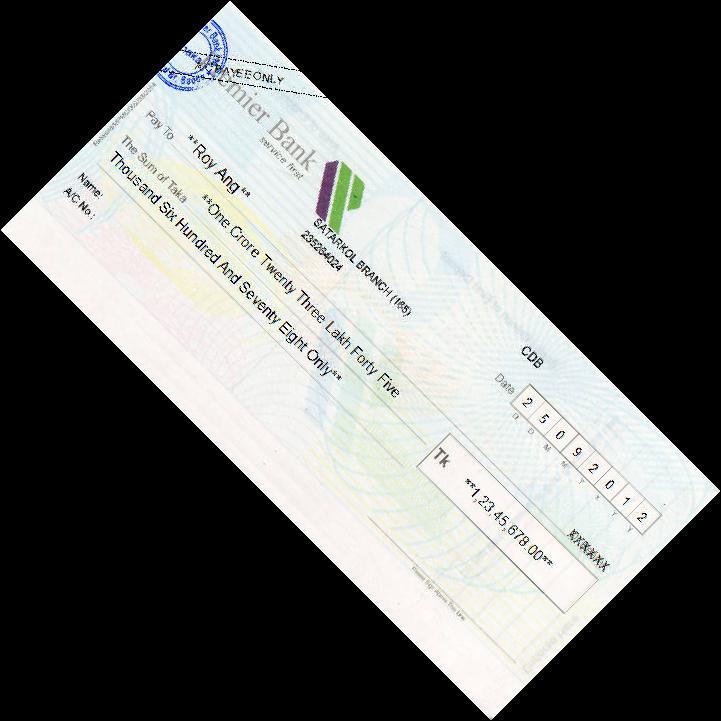 A/C PAYEE ONLY
Premier Bank
service first
SATARKOL BRANCH (165)
235264024
CDB
Date
2 5 0 9 2 0 1 2
D D M M Y Y Y Y
Pay To **Roy Ang**
The Sum of Taka **One Crore Twenty Three Lakh Forty Five
Thousand Six Hundred And Seventy Eight Only**
Tk **1,23,45,678.00**
XXXXXX
Name:
A/C No.:
Please Sign Above This Line